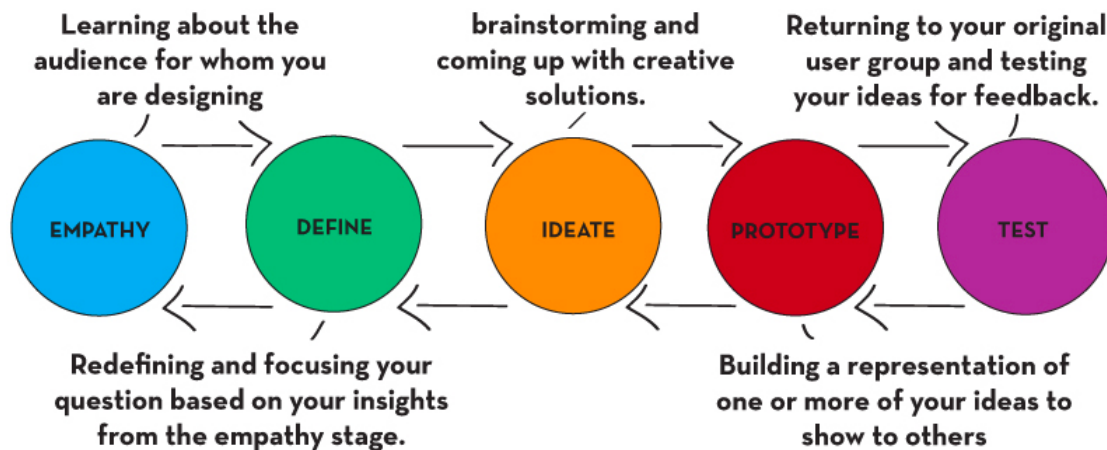 Learning about the
audience for whom you
are designing
brainstorming and
coming up with creative
solutions.
Returning to your original
user group and testing
your ideas for feedback.
EMPATHY
DEFINE
IDEATE
PROTOTYPE
TEST
Redefining and focusing your
question based on your insights
from the empathy stage.
Building a representation of
one or more of your ideas to
show to others